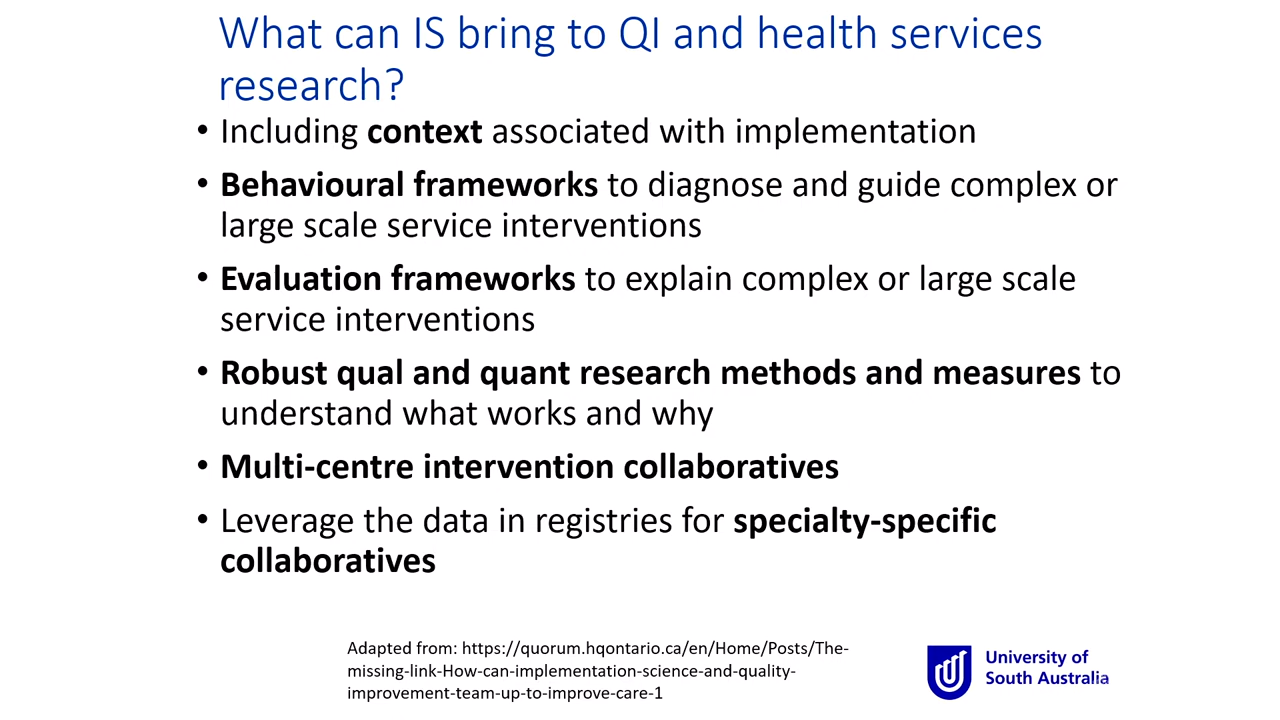 What can IS bring to QI and health services
research?
• Including context associated with implementation
• Behavioural frameworks to diagnose and guide complex or
large scale service interventions
• Evaluation frameworks to explain complex or large scale
service interventions
• Robust qual and quant research methods and measures to
understand what works and why
• Multi-centre intervention collaboratives
• Leverage the data in registries for specialty-specific
collaboratives
Adapted from: https://quorum.hqontario.ca/en/Home/Posts/The-
missing-link-How-can-implementation-science-and-quality-
improvement-team-up-to-improve-care-1
University of
South Australia